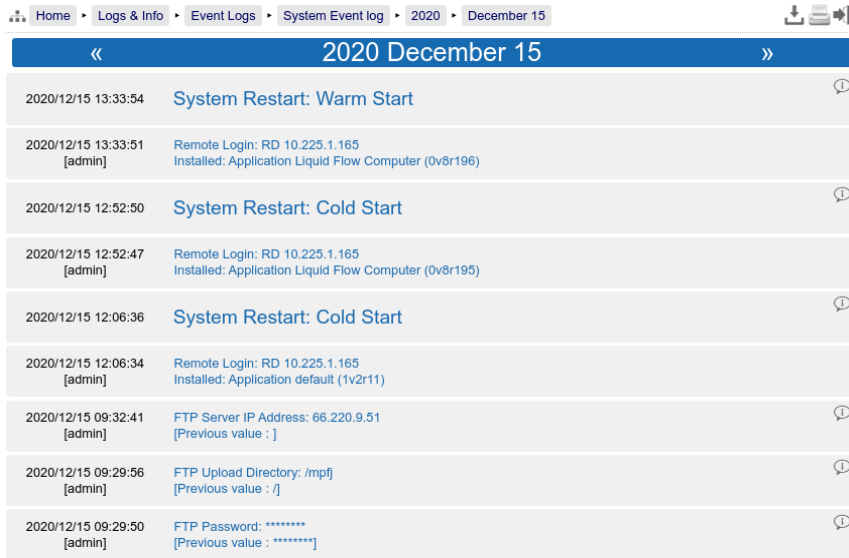 Home ‣ Logs & Info ‣ Event Logs ‣ System Event log ‣ 2020 ‣ December 15
« 2020 December 15 »
2020/12/15 13:33:54 System Restart: Warm Start
2020/12/15 13:33:51 Remote Login: RD 10.225.1.165
[admin] Installed: Application Liquid Flow Computer (0v8r196)
2020/12/15 12:52:50 System Restart: Cold Start
2020/12/15 12:52:47 Remote Login: RD 10.225.1.165
[admin] Installed: Application Liquid Flow Computer (0v8r195)
2020/12/15 12:06:36 System Restart: Cold Start
2020/12/15 12:06:34 Remote Login: RD 10.225.1.165
[admin] Installed: Application default (1v2r11)
2020/12/15 09:32:41 FTP Server IP Address: 66.220.9.51
[admin] [Previous value : ]
2020/12/15 09:29:56 FTP Upload Directory: /mpfj
[admin] [Previous value : /]
2020/12/15 09:29:50 FTP Password: ********
[admin] [Previous value : ********]